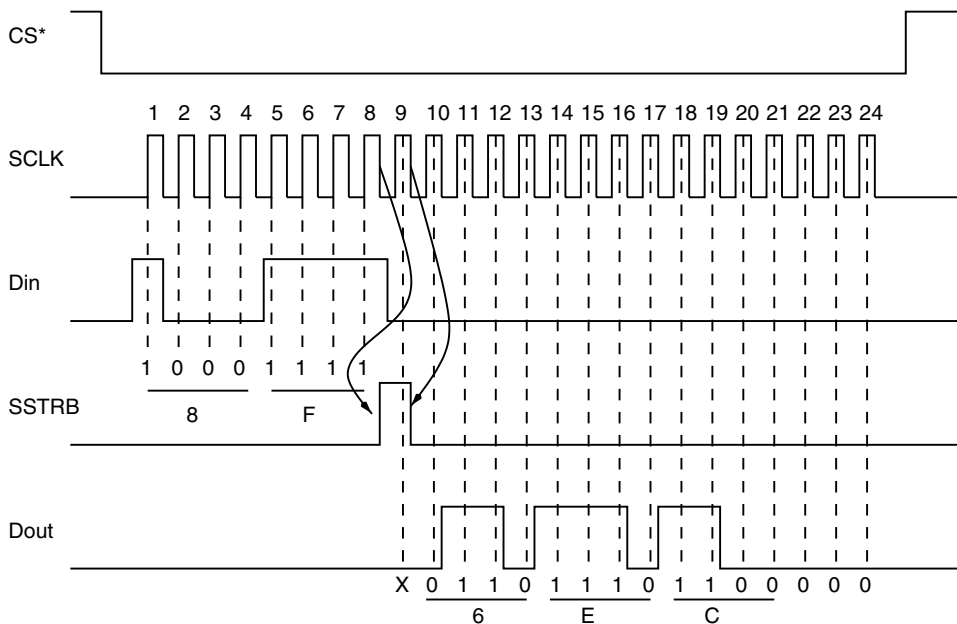 CS*
1 2 3 4 5 6 7 8 9 10 11 12 13 14 15 16 17 18 19 20 21 22 23 24
SCLK
Din
1 0 0 0 1 1 1 1
SSTRB
8 F
Dout
X 0 1 1 0 1 1 1 0 1 1 0 0 0 0 0
6 E C